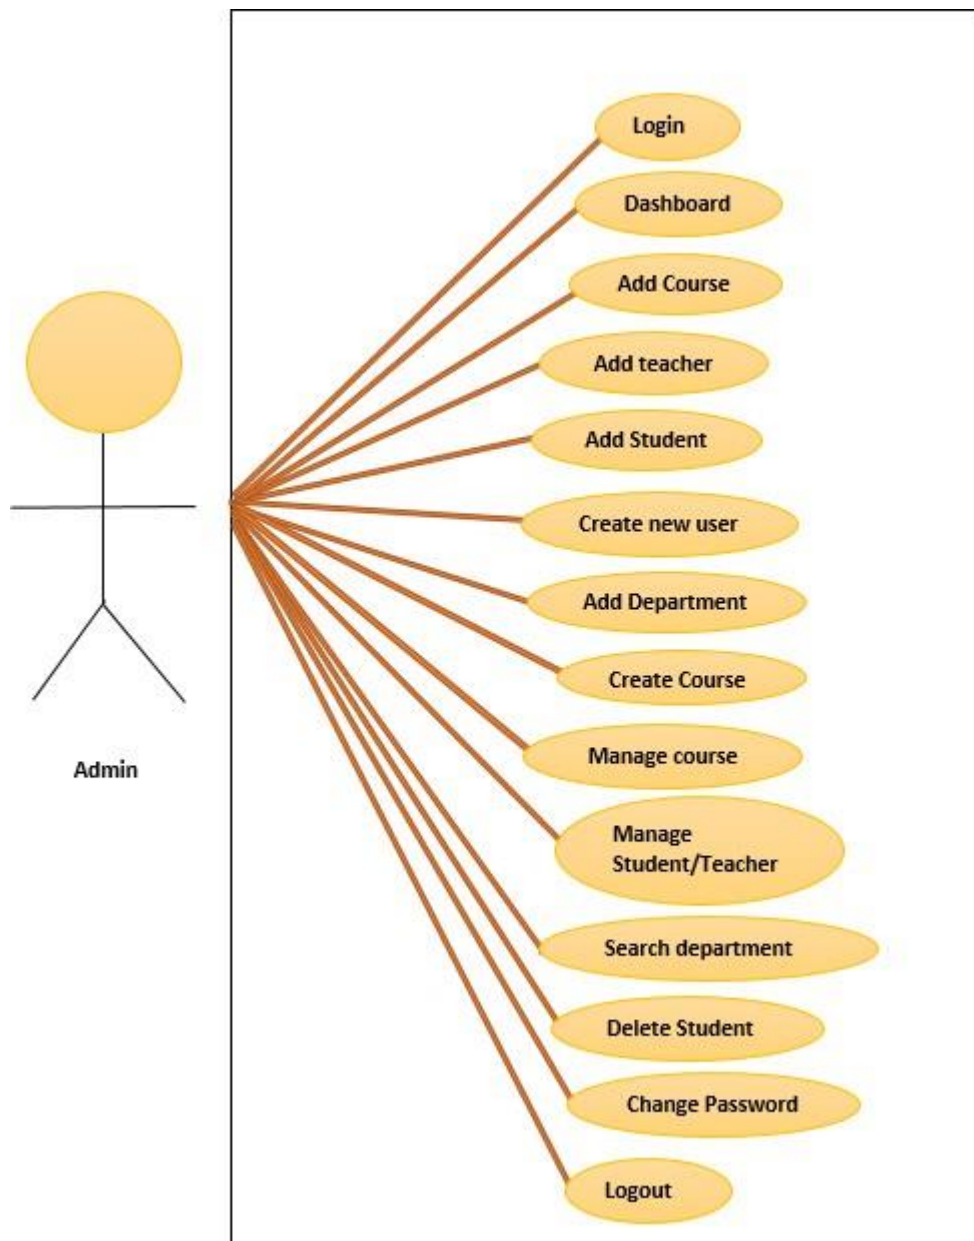 Login
Dashboard
Add Course
Add teacher
Add Student
Create new user
Add Department
Create Course
Manage course
Admin
Manage
Student/Teacher
Search department
Delete Student
Change Password
Logout